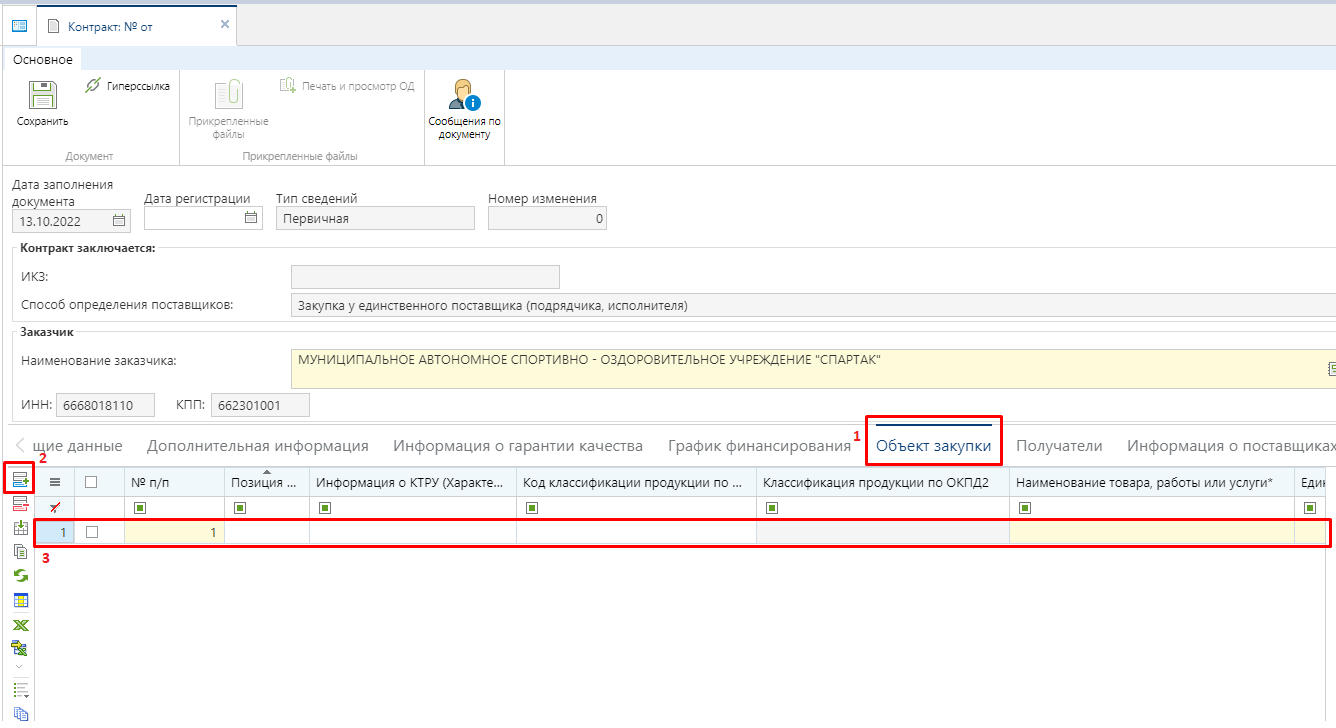 Контракт: № от
Основное
Сохранить
Гиперссылка
Документ
Прикрепленные файлы
Печать и просмотр ОД
Прикрепленные файлы
Сообщения по документу
Дата заполнения документа
13.10.2022
Дата регистрации
Тип сведений
Первичная
Номер изменения
0
Контракт заключается:
ИКЗ:
Способ определения поставщиков:
Закупка у единственного поставщика (подрядчика, исполнителя)
Заказчик
Наименование заказчика:
МУНИЦИПАЛЬНОЕ АВТОНОМНОЕ СПОРТИВНО - ОЗДОРОВИТЕЛЬНОЕ УЧРЕЖДЕНИЕ "СПАРТАК"
ИНН: 6668018110 КПП: 662301001
щие данные Дополнительная информация Информация о гарантии качества График финансирования 1 Объект закупки Получатели Информация о поставщиках
2
№ п/п Позиция ... Информация о КТРУ (Характе... Код классификации продукции по ... Классификация продукции по ОКПД2 Наименование товара, работы или услуги* Един
1 1
3